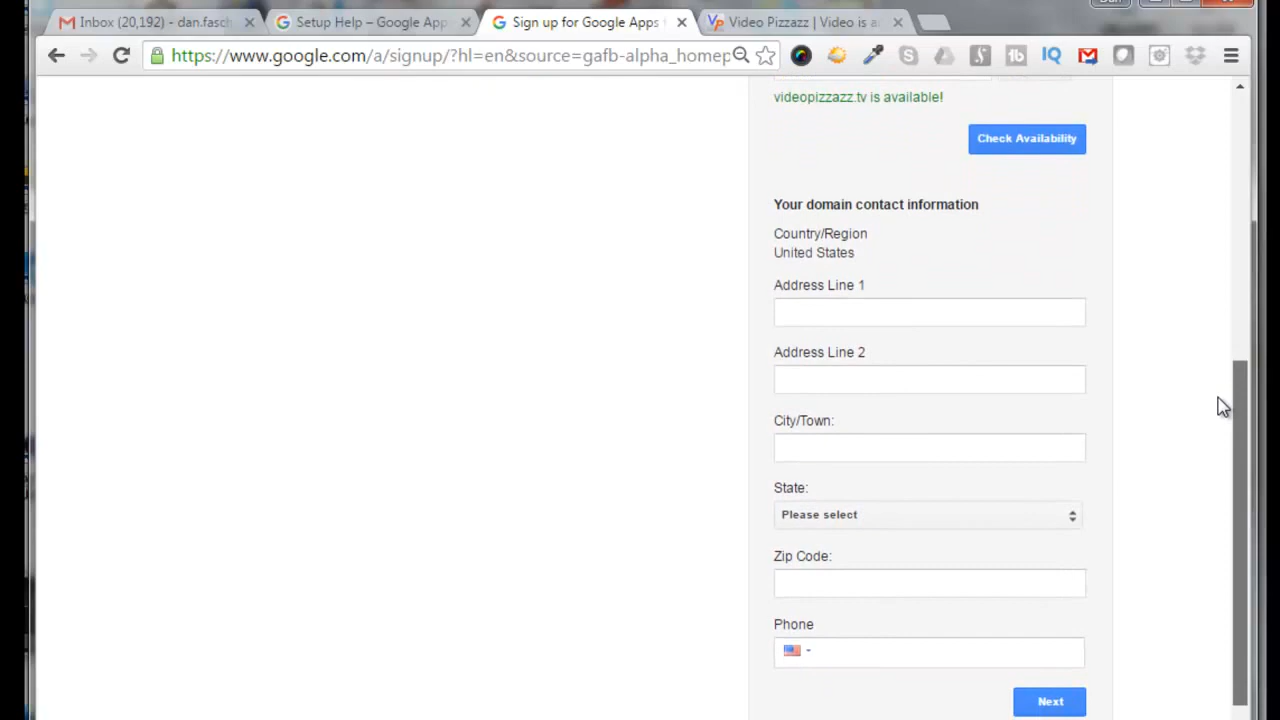 Dan
Inbox (20,192) - dan.fasch
Setup Help – Google App
Sign up for Google Apps
Video Pizzazz | Video is a
https://www.google.com/a/signup/?hl=en&source=gafb-alpha_homep
videopizzazz.tv is available!
Check Availability
Your domain contact information
Country/Region
United States
Address Line 1
Address Line 2
City/Town:
State:
Please select
Zip Code:
Phone
Next